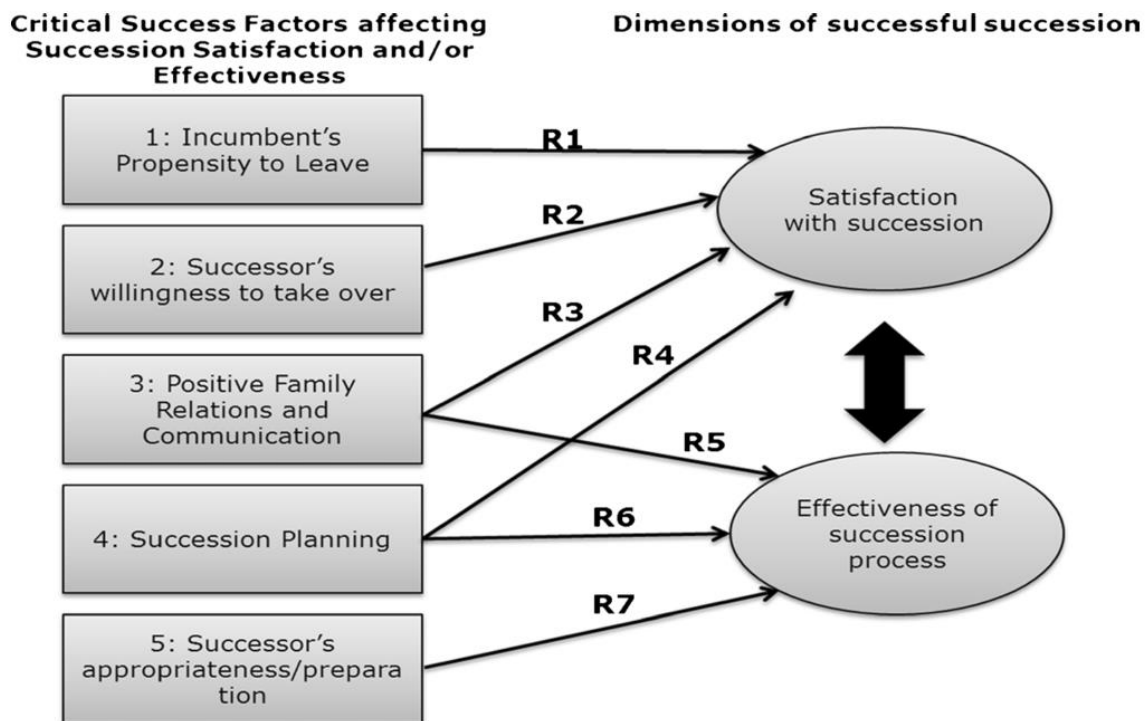 Critical Success Factors affecting
Succession Satisfaction and/or
Effectiveness
Dimensions of successful succession
1: Incumbent’s
Propensity to Leave
2: Successor’s
willingness to take over
3: Positive Family
Relations and
Communication
4: Succession Planning
5: Successor’s
appropriateness/prepara
tion
R1
R2
R3
R4
R5
R6
R7
Satisfaction
with succession
Effectiveness of
succession
process